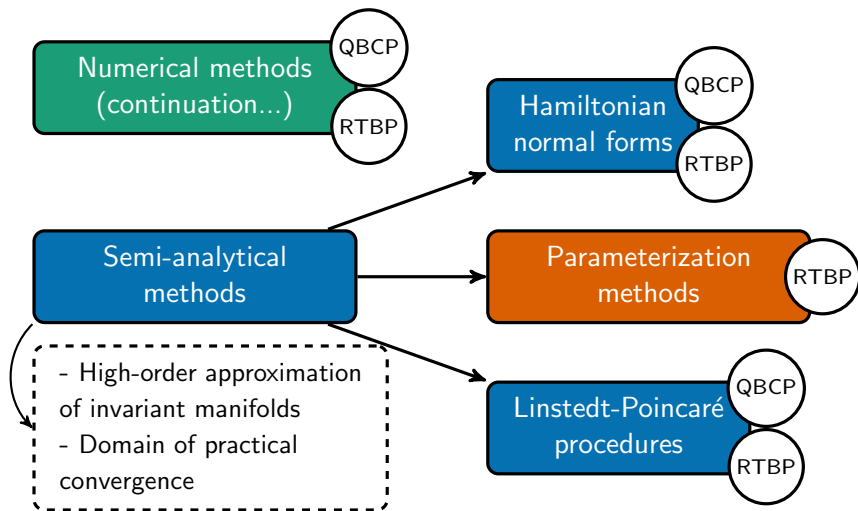 Numerical methods
(continuation...)
QBCP
RTBP
Hamiltonian
normal forms
QBCP
RTBP
Semi-analytical
methods
Parameterization
methods
RTBP
- High-order approximation
of invariant manifolds
- Domain of practical
convergence
Linstedt-Poincaré
procedures
QBCP
RTBP